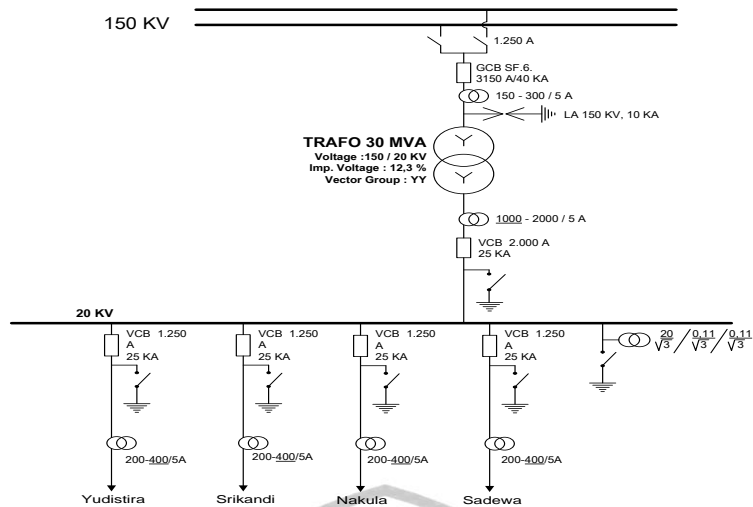 150 KV
1.250 A
GCB SF.6.
3150 A/40 KA
150 - 300 / 5 A
LA 150 KV, 10 KA
TRAFO 30 MVA
Voltage :150 / 20 KV
Imp. Voltage : 12,3 %
Vector Group : YY
1000 - 2000 / 5 A
VCB 2.000 A
25 KA
20 KV
VCB 1.250
A
25 KA
VCB 1.250
A
25 KA
VCB 1.250
A
25 KA
VCB 1.250
A
25 KA
20/√3 / 0,11/√3 / 0,11/√3
200-400/5A
200-400/5A
200-400/5A
200-400/5A
Yudistira
Srikandi
Nakula
Sadewa